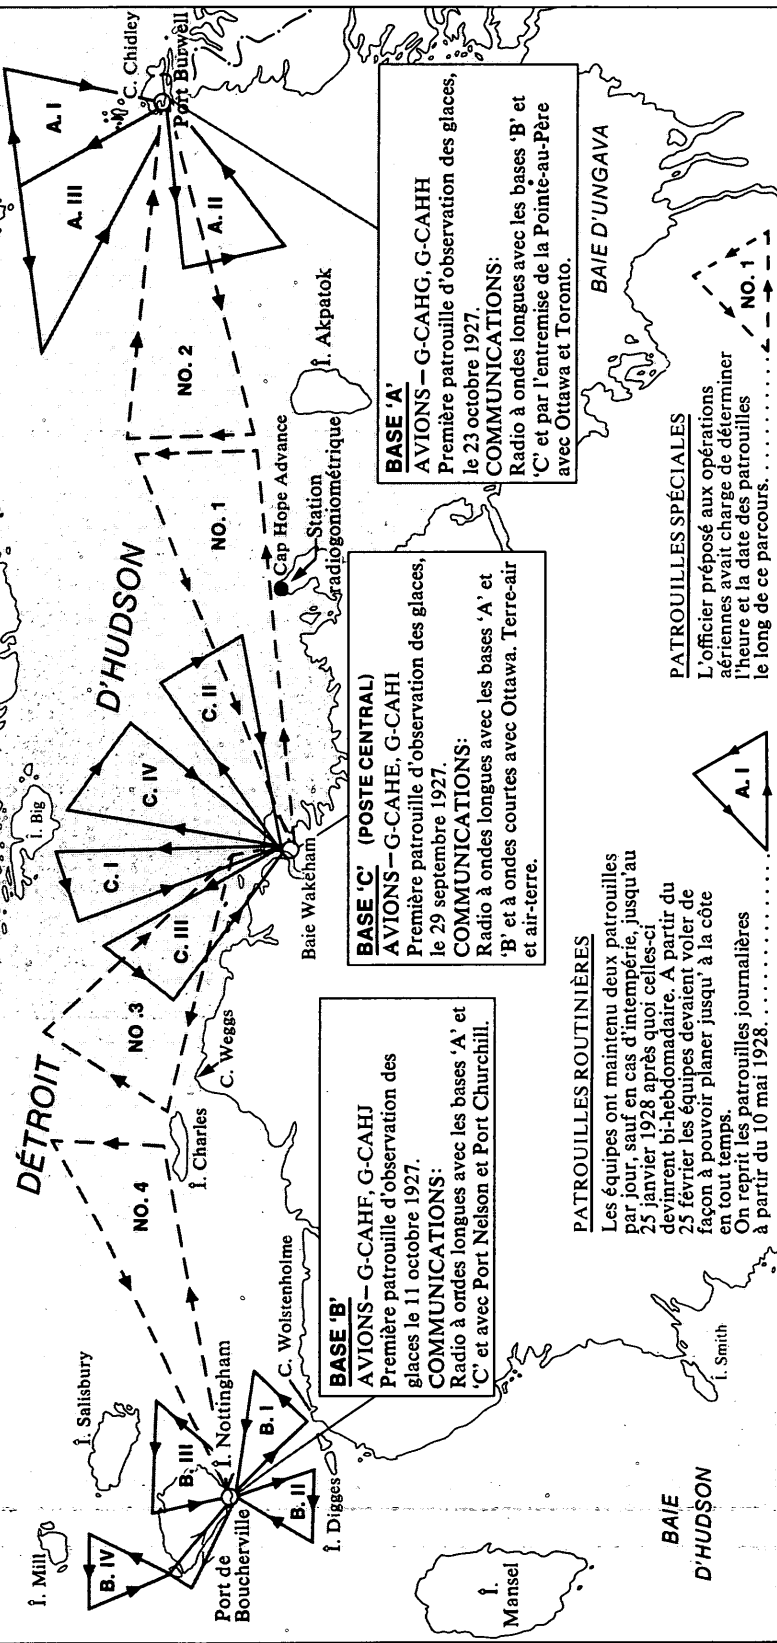 Î. Mill
Î. Salisbury
B. IV
B. III
Î. Nottingham
Port de
Boucherville
B. I
B. II
C. Wolstenholme
Î. Digges
Î.
Mansel
BAIE
D'HUDSON
Î. Smith
DÉTROIT
D'HUDSON
NO. 4
Î. Charles
NO .3
C. Weggs
C. III
C. I
C. IV
C. II
Î. Big
Baie Wakeham
NO. 1
Cap Hope Advance
Station
radiogoniométrique
NO. 2
Î. Akpatok
A. III
A. I
A. II
C. Chidley
Port Burwell
BAIE D'UNGAVA
BASE 'B'
AVIONS—G-CAHF, G-CAHJ
Première patrouille d'observation des
glaces le 11 octobre 1927.
COMMUNICATIONS:
Radio à ondes longues avec les bases 'A' et
'C' et avec Port Nelson et Port Churchill.
BASE 'C' (POSTE CENTRAL)
AVIONS—G-CAHE, G-CAHI
Première patrouille d'observation des glaces,
le 29 septembre 1927.
COMMUNICATIONS:
Radio à ondes longues avec les bases 'A' et
'B' et à ondes courtes avec Ottawa. Terre-air
et air-terre.
BASE 'A'
AVIONS—G-CAHG, G-CAHH
Première patrouille d'observation des glaces,
le 23 octobre 1927.
COMMUNICATIONS:
Radio à ondes longues avec les bases 'B' et
'C' et par l'entremise de la Pointe-au-Père
avec Ottawa et Toronto.
PATROUILLES ROUTINIÈRES
Les équipes ont maintenu deux patrouilles
par jour, sauf en cas d'intempérie, jusqu'au
25 janvier 1928 après quoi celles-ci
devinrent bi-hebdomadaire. A partir du
25 février les équipes devaient voler de
façon à pouvoir planer jusqu' à la côte
en tout temps.
On reprit les patrouilles journalières
à partir du 10 mai 1928. . . . . . . . . . . . . . .
A. I
PATROUILLES SPÉCIALES
L'officier préposé aux opérations
aériennes avait charge de déterminer
l'heure et la date des patrouilles
le long de ce parcours. . . . . . . . . . . . .
NO. 1